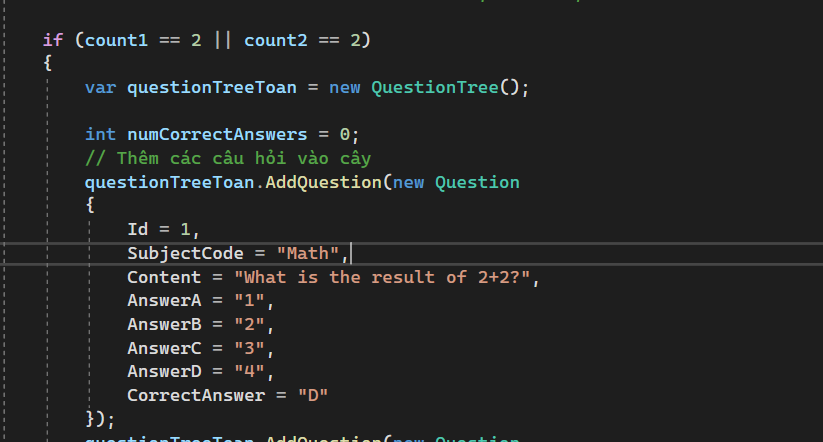 if (count1 == 2 || count2 == 2)
{
var questionTreeToan = new QuestionTree();
int numCorrectAnswers = 0;
// Thêm các câu hỏi vào cây
questionTreeToan.AddQuestion(new Question
{
Id = 1,
SubjectCode = "Math",
Content = "What is the result of 2+2?",
AnswerA = "1",
AnswerB = "2",
AnswerC = "3",
AnswerD = "4",
CorrectAnswer = "D"
});
questionTreeToan.AddQuestion(new Question